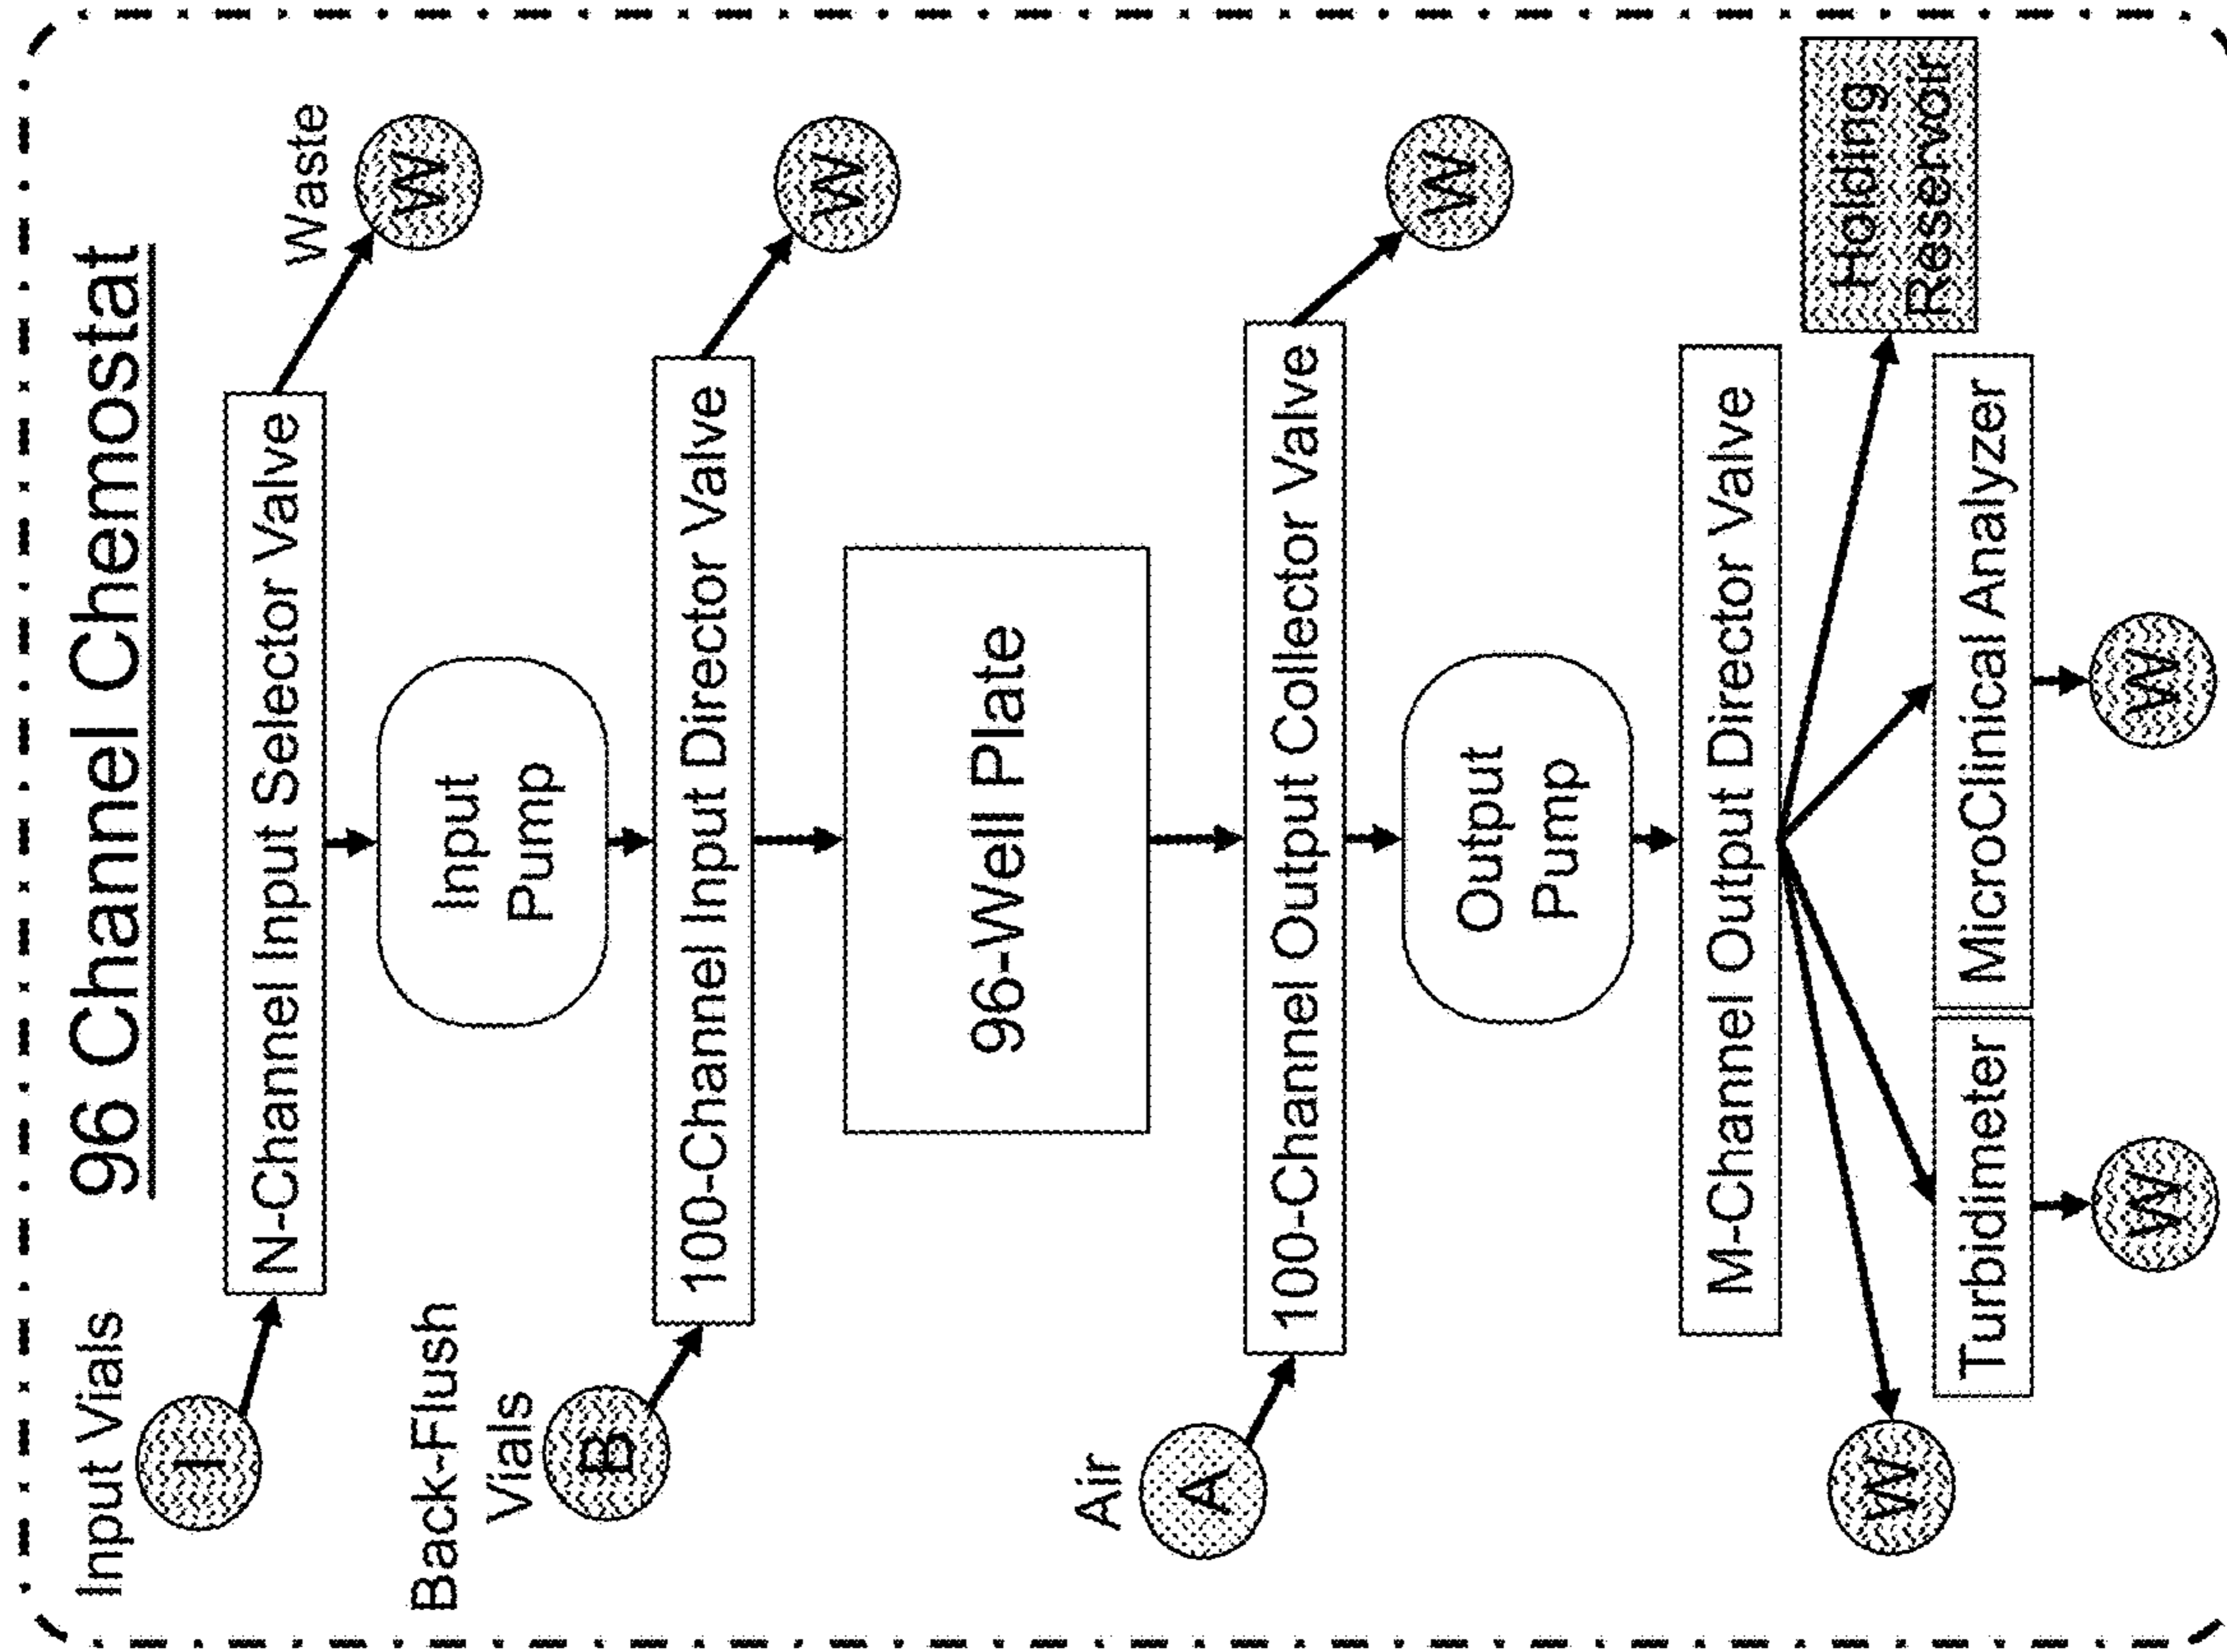 96 Channel Chemostat
Input Vials
I
N-Channel Input Selector Valve
Waste
W
Input
Pump
Back-Flush
Vials
B
100-Channel Input Director Valve
W
96-Well Plate
Air
A
100-Channel Output Collector Valve
W
Output
Pump
M-Channel Output Director Valve
W
Holding
Reservoir
Turbidimeter
MicroClinical Analyzer
W
W